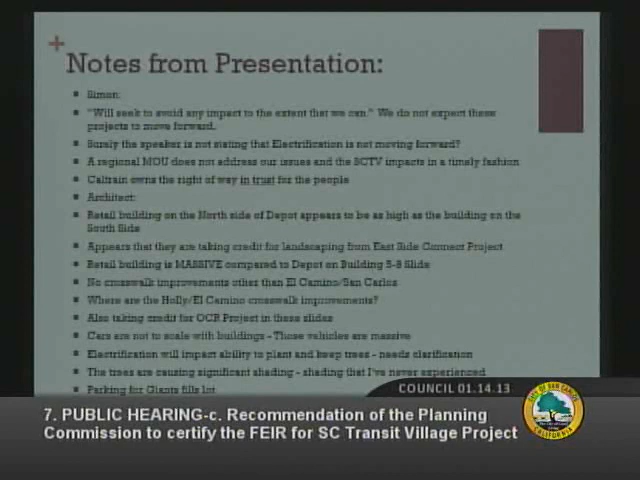 Notes from Presentation:
Simon:
"Will seek to avoid any impact to the extent that we can." We do not expect these
projects to move forward.
Surely the speaker is not stating that Electrification is not moving forward?
A regional MOU does not address our issues and the SCTV impacts in a timely fashion
Caltrain owns the right of way in trust for the people
Architect:
Retail building on the North side of Depot appears to be as high as the building on the
South Side
Appears that they are taking credit for landscaping from East Side Connect Project
Retail building is MASSIVE compared to Depot on Building 5-8 Slide
No crosswalk improvements other than El Camino/San Carlos
Where are the Holly/El Camino crosswalk improvements?
Also taking credit for OCR Project in these slides
Cars are not to scale with buildings - Those vehicles are massive
Electrification will impact ability to plant and keep trees - needs clarification
The trees are causing significant shading - shading that I've never experienced
Parking for Giants fills lot
COUNCIL 01.14.13
7. PUBLIC HEARING-c. Recommendation of the Planning
Commission to certify the FEIR for SC Transit Village Project
CITY OF SAN CARLOS
CALIFORNIA